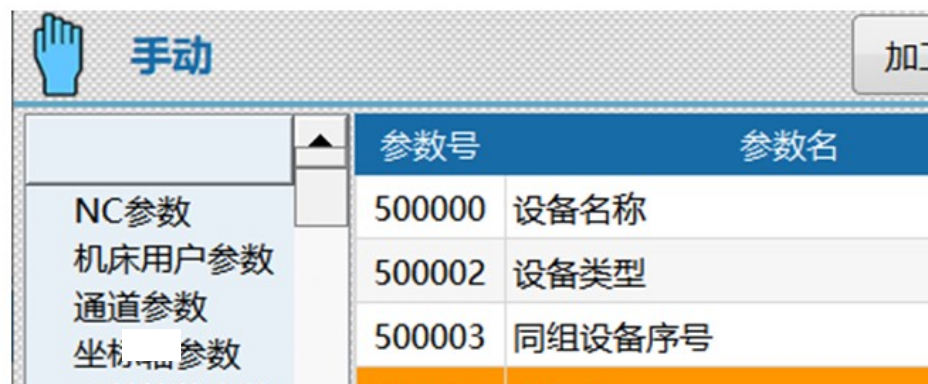 手动
加
参数号 参数名
NC参数
机床用户参数
通道参数
参数
500000 设备名称
500002 设备类型
500003 同组设备序号